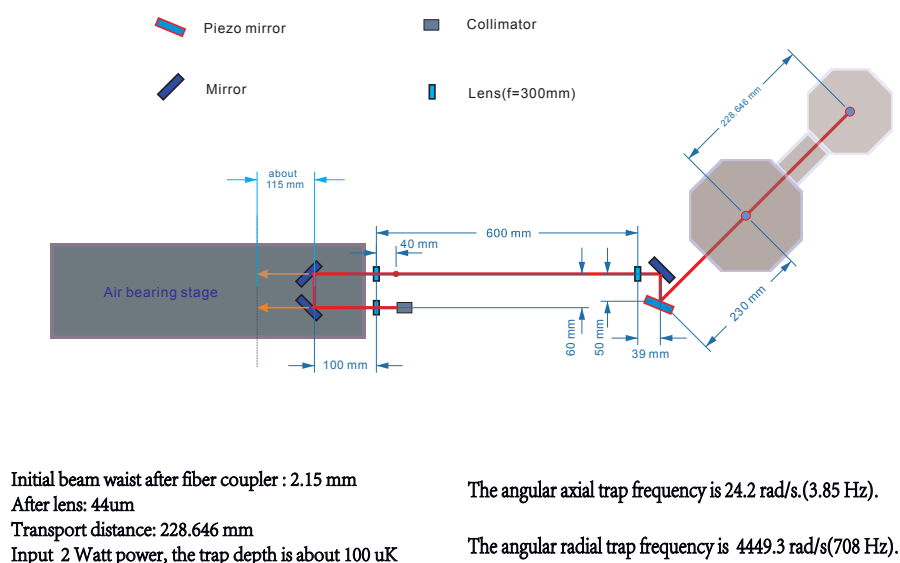 Piezo mirror
Collimator
Mirror
Lens(f=300mm)
228.646 mm
about
115 mm
600 mm
40 mm
Air bearing stage
230 mm
60 mm
50 mm
39 mm
100 mm
Initial beam waist after fiber coupler : 2.15 mm
After lens: 44um
Transport distance: 228.646 mm
Input 2 Watt power, the trap depth is about 100 uK
The angular axial trap frequency is 24.2 rad/s.(3.85 Hz).
The angular radial trap frequency is 4449.3 rad/s(708 Hz).